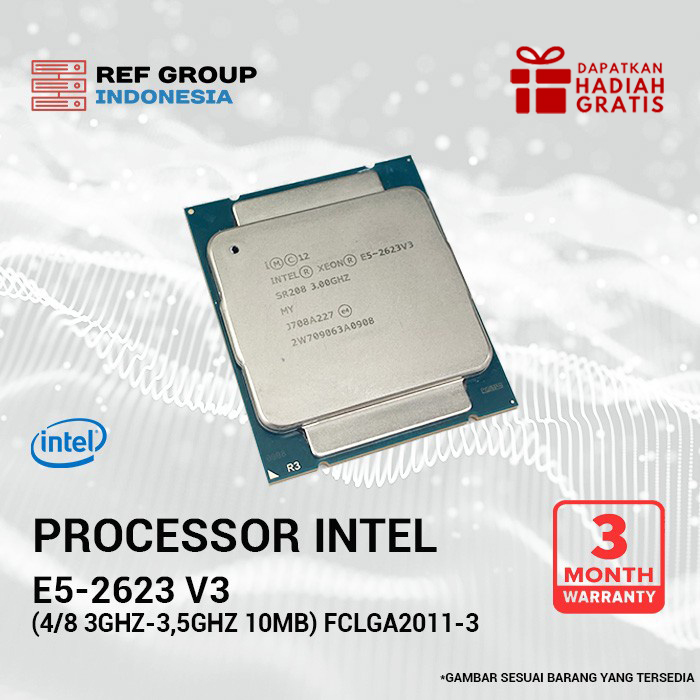 REF GROUP
INDONESIA
DAPATKAN
HADIAH
GRATIS
I Ⓜ Ⓒ 12
INTEL® XEON® E5-2623V3
SR208 3.00GHZ
MY
J708A227 e4
2W709063A0908
R3
intel
PROCESSOR INTEL
E5-2623 V3
(4/8 3GHZ-3,5GHZ 10MB) FCLGA2011-3
3
MONTH
WARRANTY
*GAMBAR SESUAI BARANG YANG TERSEDIA